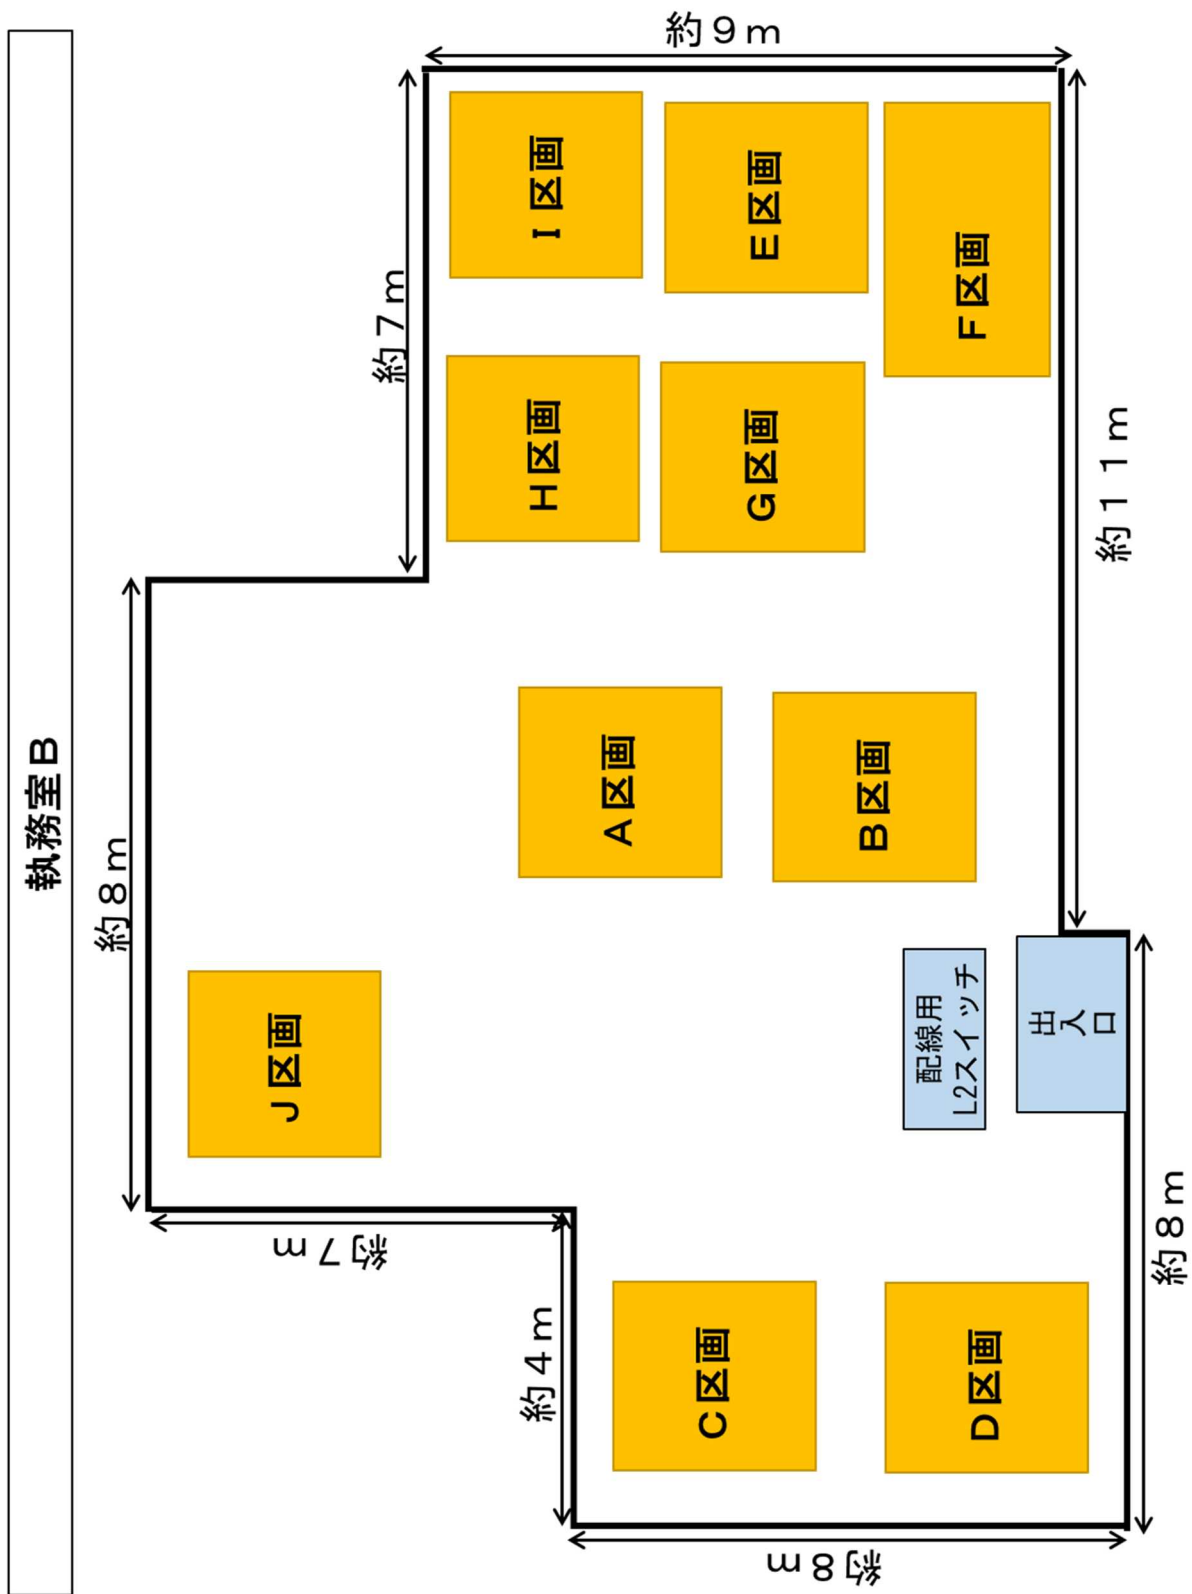 執務室B
約8m
約7m
約9m
約7m
約4m
約8m
約8m
約11m
J区画
I区画
H区画
E区画
G区画
F区画
A区画
B区画
C区画
D区画
配線用
L2スイッチ
出
入
口